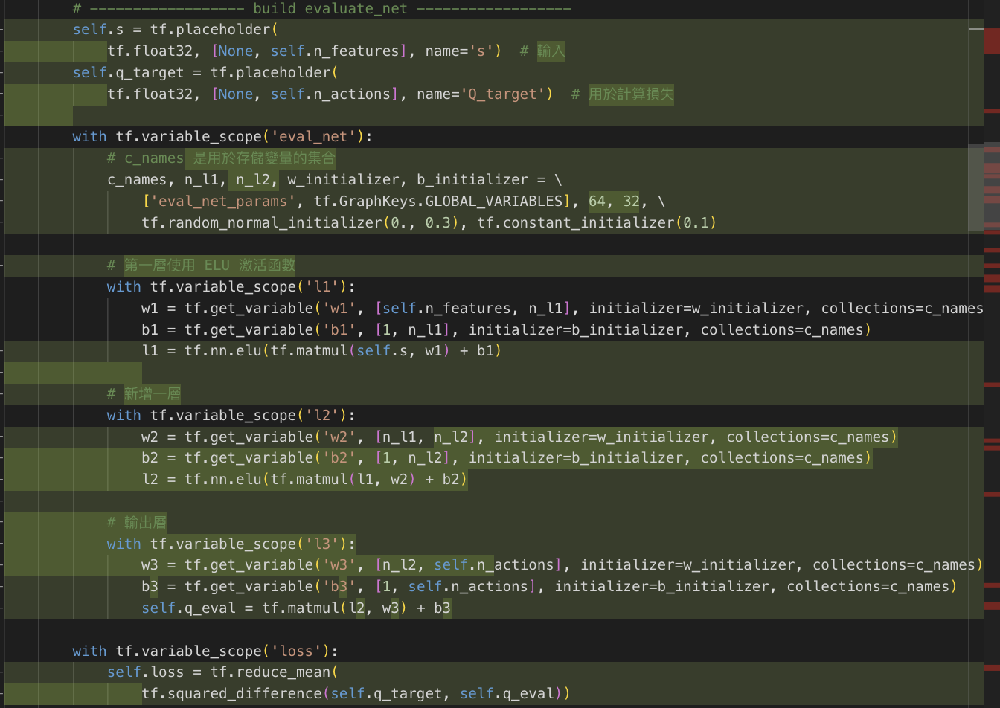 # ------------------ build evaluate_net ------------------
self.s = tf.placeholder(
    tf.float32, [None, self.n_features], name='s')  # 輸入
self.q_target = tf.placeholder(
    tf.float32, [None, self.n_actions], name='Q_target')  # 用於計算損失
with tf.variable_scope('eval_net'):
    # c_names 是用於存儲變量的集合
    c_names, n_l1, n_l2, w_initializer, b_initializer = \
        ['eval_net_params', tf.GraphKeys.GLOBAL_VARIABLES], 64, 32, \
        tf.random_normal_initializer(0., 0.3), tf.constant_initializer(0.1)
    # 第一層使用 ELU 激活函數
    with tf.variable_scope('l1'):
        w1 = tf.get_variable('w1', [self.n_features, n_l1], initializer=w_initializer, collections=c_names
        b1 = tf.get_variable('b1', [1, n_l1], initializer=b_initializer, collections=c_names)
        l1 = tf.nn.elu(tf.matmul(self.s, w1) + b1)
    # 新增一層
    with tf.variable_scope('l2'):
        w2 = tf.get_variable('w2', [n_l1, n_l2], initializer=w_initializer, collections=c_names)
        b2 = tf.get_variable('b2', [1, n_l2], initializer=b_initializer, collections=c_names)
        l2 = tf.nn.elu(tf.matmul(l1, w2) + b2)
    # 輸出層
    with tf.variable_scope('l3'):
        w3 = tf.get_variable('w3', [n_l2, self.n_actions], initializer=w_initializer, collections=c_names)
        b3 = tf.get_variable('b3', [1, self.n_actions], initializer=b_initializer, collections=c_names)
        self.q_eval = tf.matmul(l2, w3) + b3
with tf.variable_scope('loss'):
    self.loss = tf.reduce_mean(
        tf.squared_difference(self.q_target, self.q_eval))